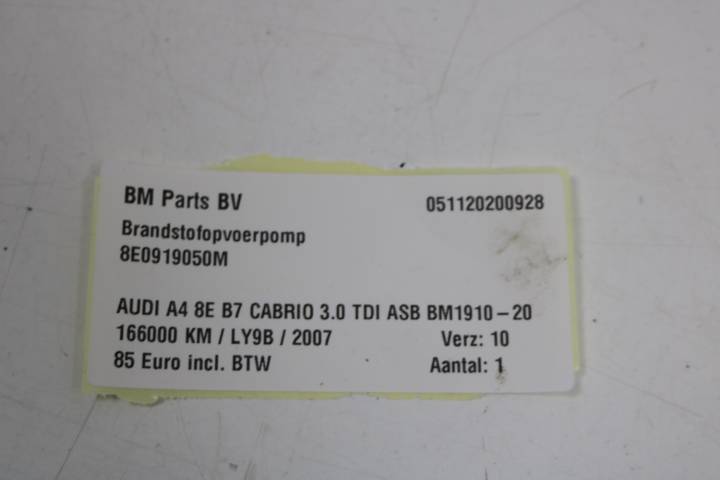 BM Parts BV 051120200928
Brandstofopvoerpomp
8E0919050M
AUDI A4 8E B7 CABRIO 3.0 TDI ASB BM1910-20
166000 KM / LY9B / 2007 Verz: 10
85 Euro incl. BTW Aantal: 1